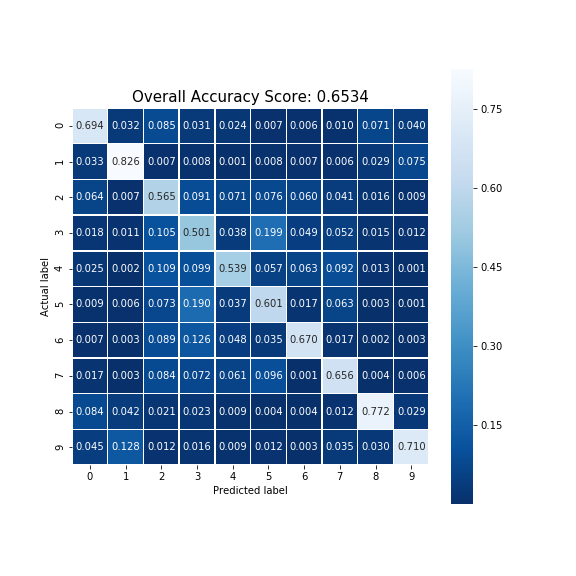 Overall Accuracy Score: 0.6534
0 0.694 0.032 0.085 0.031 0.024 0.007 0.006 0.010 0.071 0.040
1 0.033 0.826 0.007 0.008 0.001 0.008 0.007 0.006 0.029 0.075
2 0.064 0.007 0.565 0.091 0.071 0.076 0.060 0.041 0.016 0.009
3 0.018 0.011 0.105 0.501 0.038 0.199 0.049 0.052 0.015 0.012
4 0.025 0.002 0.109 0.099 0.539 0.057 0.063 0.092 0.013 0.001
5 0.009 0.006 0.073 0.190 0.037 0.601 0.017 0.063 0.003 0.001
6 0.007 0.003 0.089 0.126 0.048 0.035 0.670 0.017 0.002 0.003
7 0.017 0.003 0.084 0.072 0.061 0.096 0.001 0.656 0.004 0.006
8 0.084 0.042 0.021 0.023 0.009 0.004 0.004 0.012 0.772 0.029
9 0.045 0.128 0.012 0.016 0.009 0.012 0.003 0.035 0.030 0.710
0 1 2 3 4 5 6 7 8 9
Predicted label
Actual label
0.75
0.60
0.45
0.30
0.15